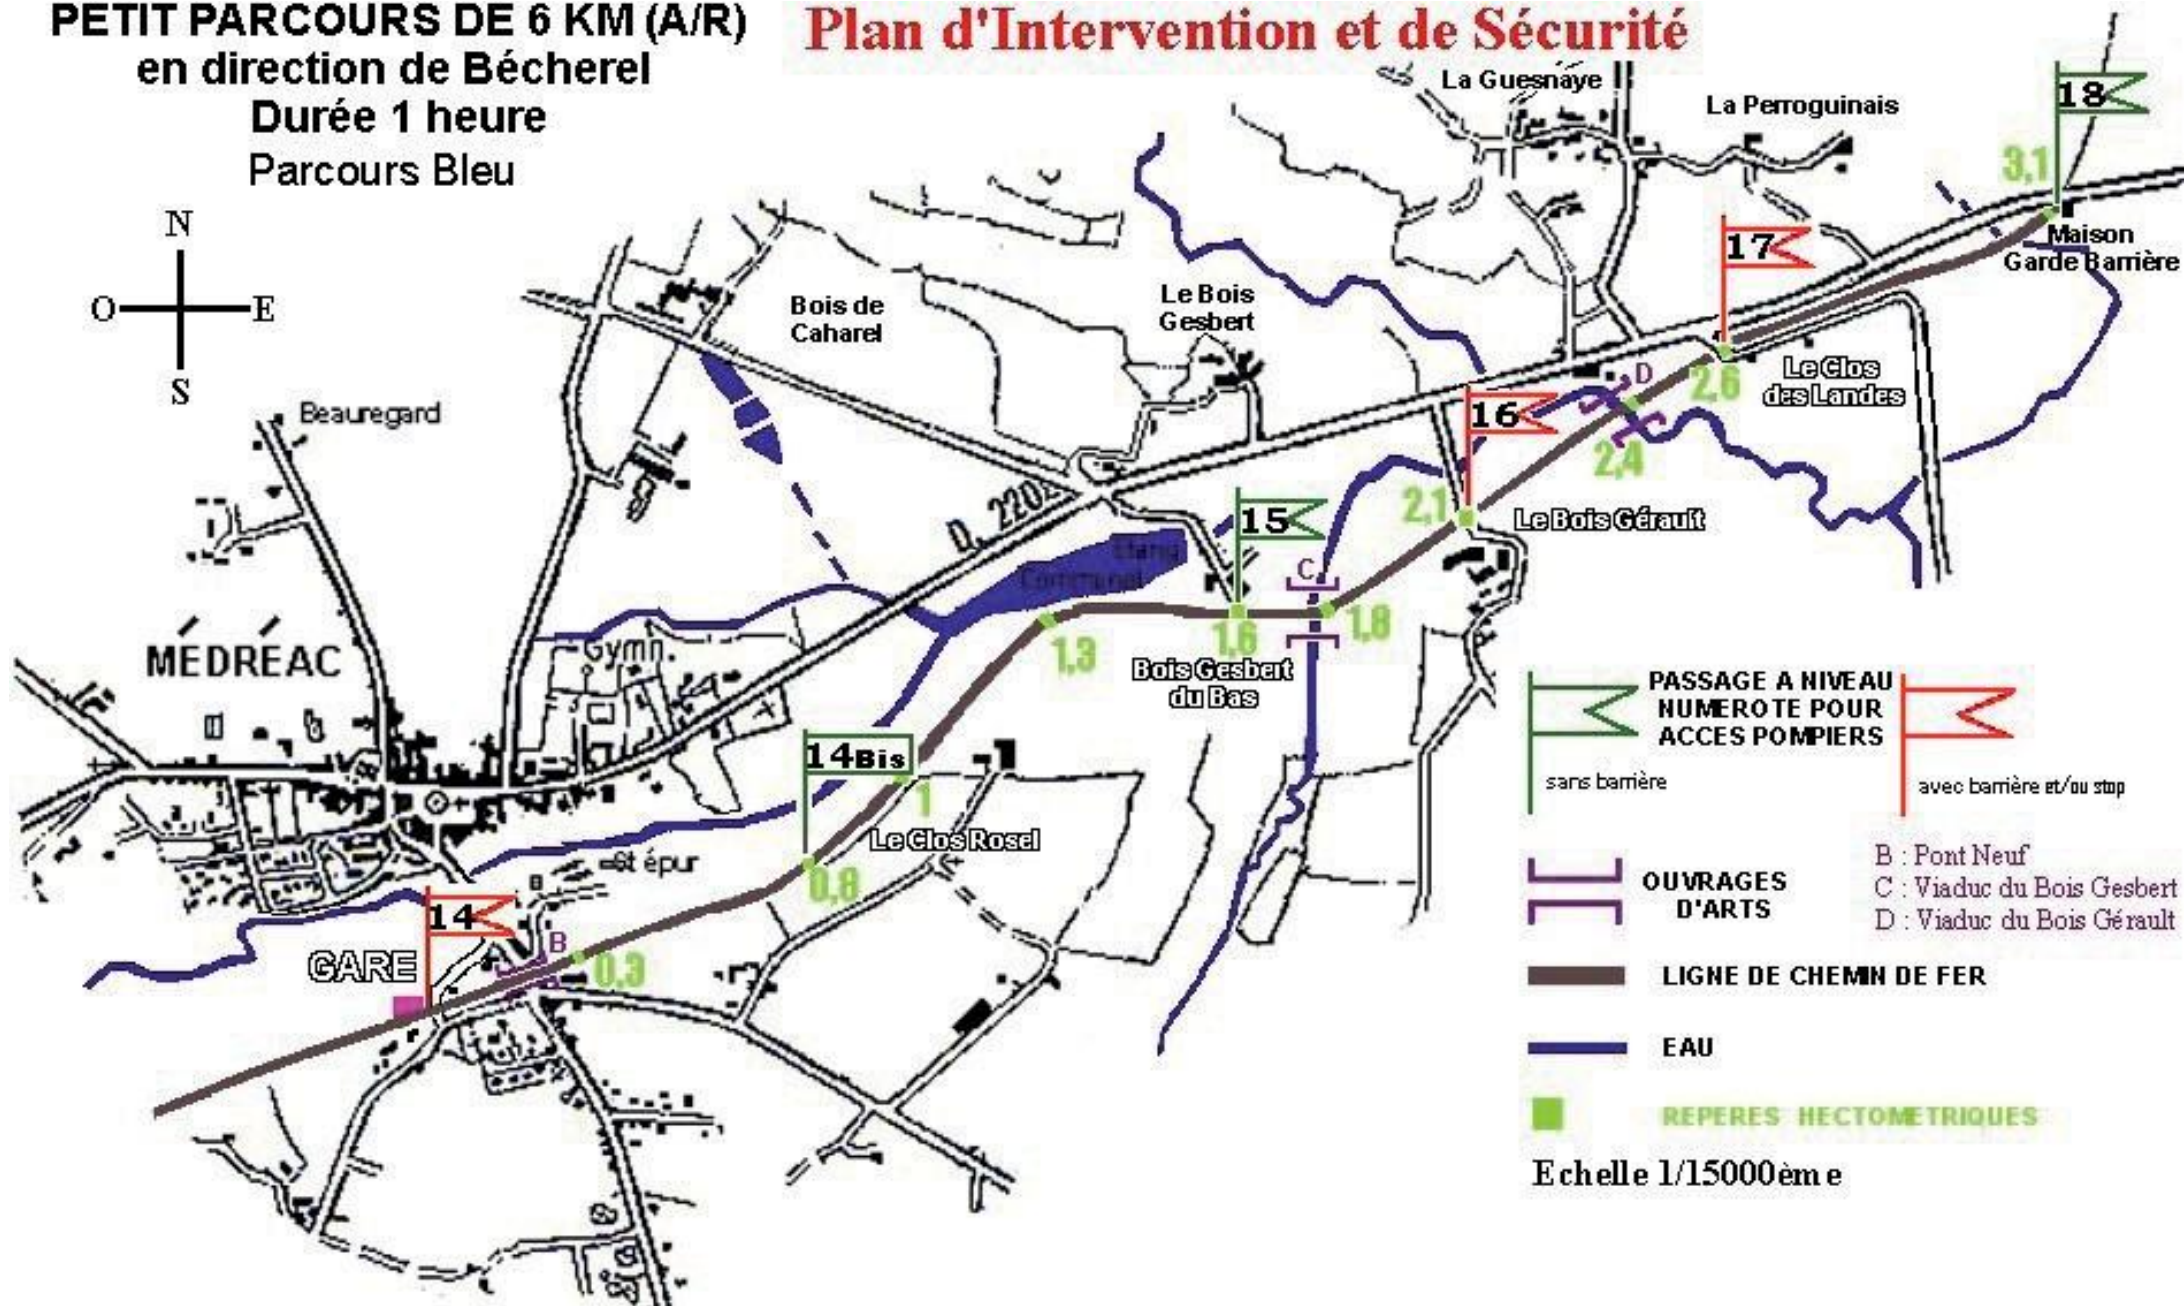 PETIT PARCOURS DE 6 KM (A/R)
en direction de Bécherel
Durée 1 heure
Parcours Bleu
Plan d'Intervention et de Sécurité
N
O
E
S
La Guesnaye
La Perroguinais
18
3,1
Maison
Garde Barrière
17
Bois de
Caharel
Le Bois
Gesbert
Beauregard
D
2,6
Le Clos
des Landes
16
2,4
2,1
Le Bois Gérault
D. 2202
15
Etang
Communal
C
1,8
1,6
1,3
Bois Gesbert
du Bas
MÉDRÉAC
Gymn.
14Bis
1
Le Clos Rosel
0,8
St épur
14
GARE
B
0,3
PASSAGE A NIVEAU
NUMEROTE POUR
ACCES POMPIERS
sans barrière
avec barrière et/ou stop
OUVRAGES
D'ARTS
B : Pont Neuf
C : Viaduc du Bois Gesbert
D : Viaduc du Bois Gérault
LIGNE DE CHEMIN DE FER
EAU
REPERES HECTOMETRIQUES
Echelle 1/15000ème